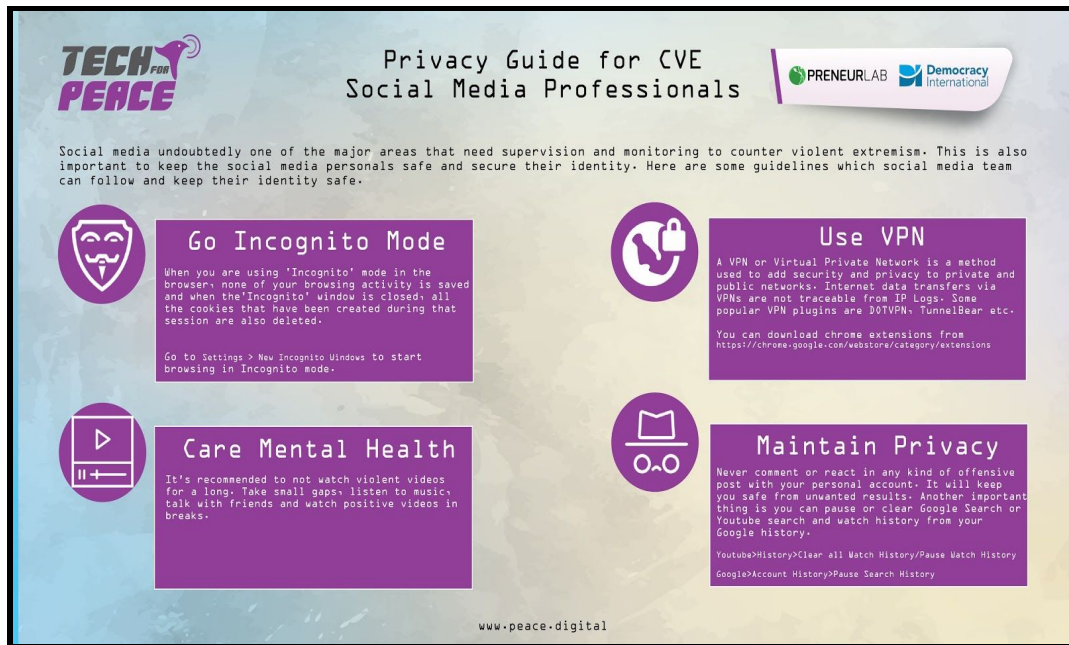 TECH FOR
PEACE
Privacy Guide for CVE
Social Media Professionals
PRENEURLAB
Democracy
International
Social media undoubtedly one of the major areas that need supervision and monitoring to counter violent extremism. This is also
important to keep the social media personals safe and secure their identity. Here are some guidelines which social media team
can follow and keep their identity safe.
Go Incognito Mode
When you are using 'Incognito' mode in the
browser, none of your browsing activity is saved
and when the'Incognito' window is closed, all
the cookies that have been created during that
session are also deleted.
Go to Settings > New Incognito Windows to start
browsing in Incognito mode.
Use VPN
A VPN or Virtual Private Network is a method
used to add security and privacy to private and
public networks. Internet data transfers via
VPNs are not traceable from IP Logs. Some
popular VPN plugins are DOTVPN, TunnelBear etc.
You can download chrome extensions from
https://chrome.google.com/webstore/category/extensions
Care Mental Health
It's recommended to not watch violent videos
for a long. Take small gaps, listen to music,
talk with friends and watch positive videos in
breaks.
Maintain Privacy
Never comment or react in any kind of offensive
post with your personal account. It will keep
you safe from unwanted results. Another important
thing is you can pause or clear Google Search or
Youtube search and watch history from your
Google history.
Youtube>History>Clear all Watch History/Pause Watch History
Google>Account History>Pause Search History
www.peace.digital